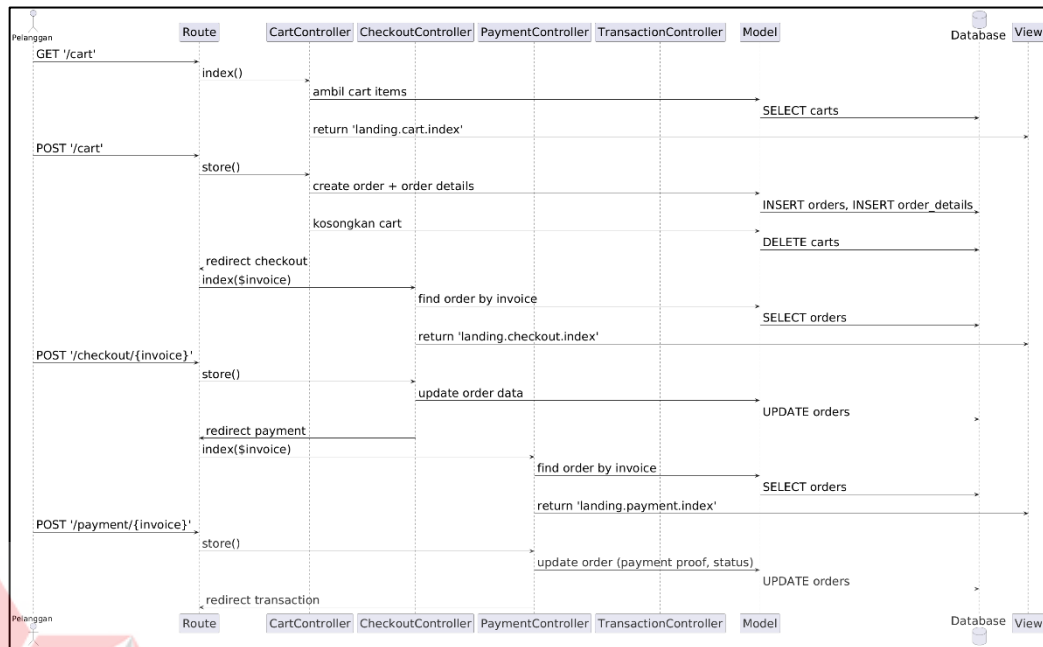 Pelanggan
Route
CartController
CheckoutController
PaymentController
TransactionController
Model
Database
View
GET '/cart'
index()
ambil cart items
SELECT carts
return 'landing.cart.index'
POST '/cart'
store()
create order + order details
INSERT orders, INSERT order_details
kosongkan cart
DELETE carts
redirect checkout
index($invoice)
find order by invoice
SELECT orders
return 'landing.checkout.index'
POST '/checkout/{invoice}'
store()
update order data
UPDATE orders
redirect payment
index($invoice)
find order by invoice
SELECT orders
return 'landing.payment.index'
POST '/payment/{invoice}'
store()
update order (payment proof, status)
UPDATE orders
redirect transaction
Pelanggan
Route
CartController
CheckoutController
PaymentController
TransactionController
Model
Database
View